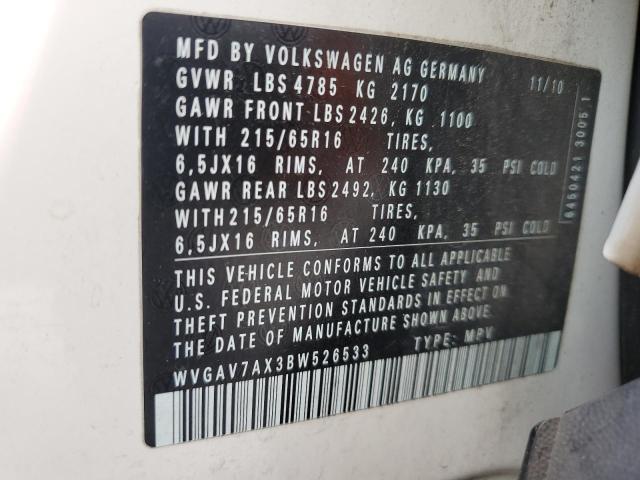 MFD BY VOLKSWAGEN AG GERMANY 11/10
GVWR LBS 4785 KG 2170
GAWR FRONT LBS 2426, KG 1100
WITH 215/65R16 TIRES,
6,5JX16 RIMS, AT 240 KPA, 35 PSI COLD
GAWR REAR LBS 2492, KG 1130
WITH 215/65R16 TIRES,
6,5JX16 RIMS, AT 240 KPA, 35 PSI COLD
THIS VEHICLE CONFORMS TO ALL APPLICABLE
U.S. FEDERAL MOTOR VEHICLE SAFETY AND
THEFT PREVENTION STANDARDS IN EFFECT ON
THE DATE OF MANUFACTURE SHOWN ABOVE.
WVGAV7AX3BW526533 TYPE: MPV
6450421 3005.1